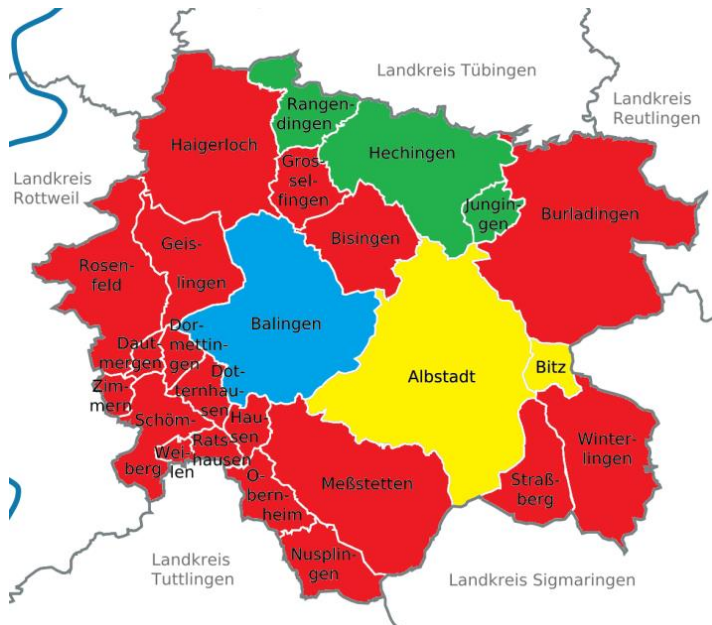 Landkreis Tübingen
Landkreis
Reutlingen
Rangen-
dingen
Haigerloch
Hechingen
Gros-
sel-
fingen
Landkreis
Rottweil
Jungin-
gen
Burladingen
Bisingen
Geis-
lingen
Rosen-
feld
Balingen
Dor-
mettin-
gen
Daut-
mergen
Bitz
Albstadt
Dot-
ternhau-
sen
Zim-
mern
Schöm-
berg
Hau-
sen
Rats-
hausen
Wei-
len
Winter-
lingen
Straß-
berg
Meßstetten
O-
bernh-
heim
Nusplin-
gen
Landkreis
Tuttlingen
Landkreis Sigmaringen